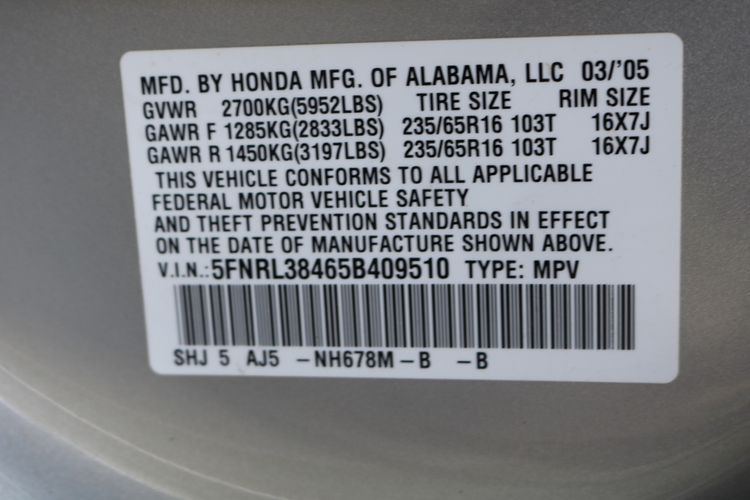 MFD. BY HONDA MFG. OF ALABAMA, LLC 03/'05
GVWR 2700KG(5952LBS) TIRE SIZE RIM SIZE
GAWR F 1285KG(2833LBS) 235/65R16 103T 16X7J
GAWR R 1450KG(3197LBS) 235/65R16 103T 16X7J
THIS VEHICLE CONFORMS TO ALL APPLICABLE
FEDERAL MOTOR VEHICLE SAFETY
AND THEFT PREVENTION STANDARDS IN EFFECT
ON THE DATE OF MANUFACTURE SHOWN ABOVE.
V.I.N.:5FNRL38465B409510 TYPE: MPV
SHJ 5 AJ5 -NH678M-B -B